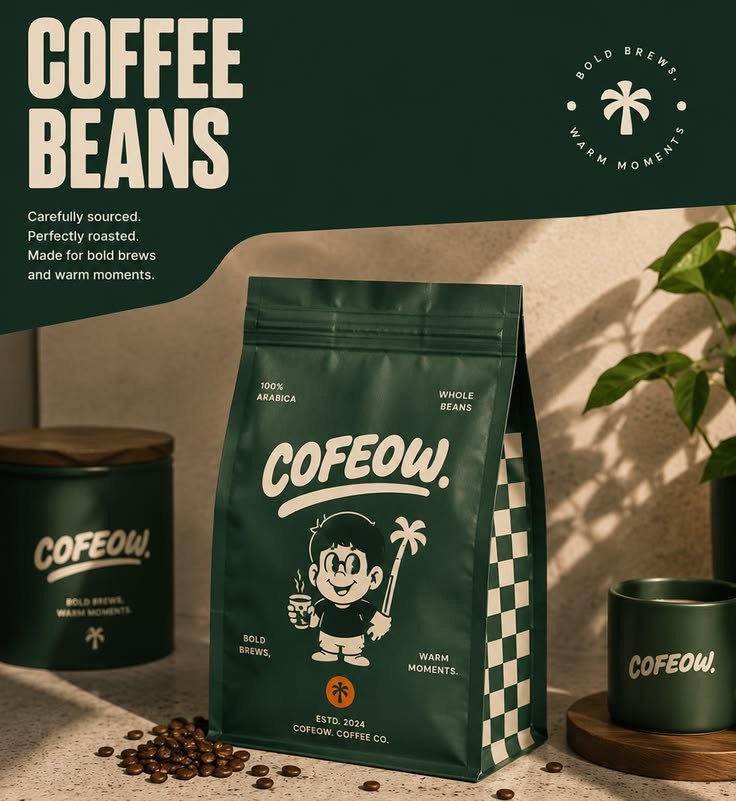 COFFEE
BEANS
Carefully sourced.
Perfectly roasted.
Made for bold brews
and warm moments.
BOLD BREWS,
WARM MOMENTS
100%
ARABICA
WHOLE
BEANS
COFEOW.
BOLD
BREWS,
WARM
MOMENTS.
ESTD. 2024
COFEOW. COFFEE CO.
COFEOW.
BOLD BREWS,
WARM MOMENTS.
COFEOW.